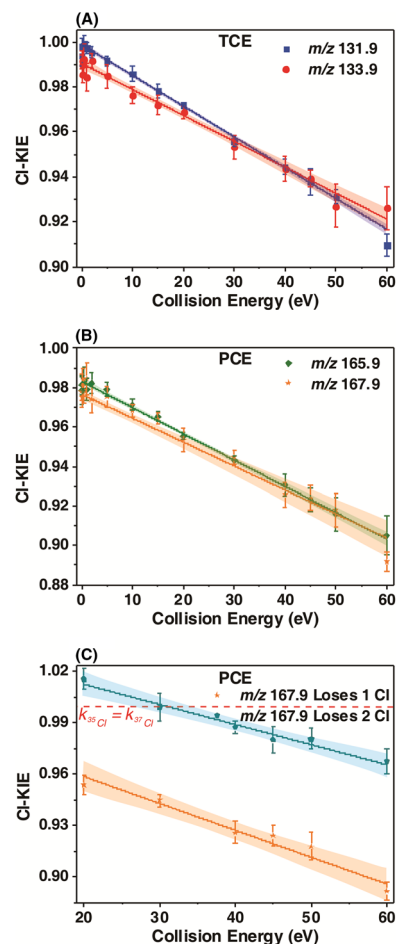 (A)
TCE
m/z 131.9
m/z 133.9
1.00
0.98
0.96
0.94
0.92
0.90
Cl-KIE
0 10 20 30 40 50 60
Collision Energy (eV)
(B)
PCE
m/z 165.9
m/z 167.9
1.00
0.98
0.96
0.94
0.92
0.90
0.88
Cl-KIE
0 10 20 30 40 50 60
Collision Energy (eV)
(C)
PCE
m/z 167.9 Loses 1 Cl
m/z 167.9 Loses 2 Cl
k35Cl = k37Cl
1.02
0.99
0.96
0.93
0.90
Cl-KIE
20 30 40 50 60
Collision Energy (eV)